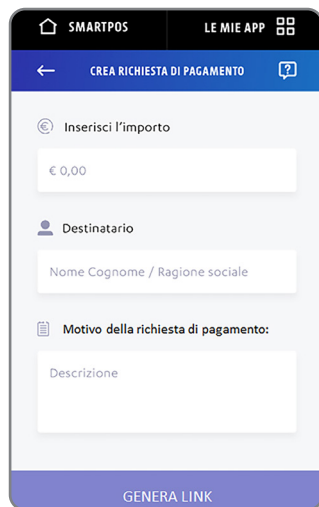 SMARTPOS LE MIE APP
CREA RICHIESTA DI PAGAMENTO
Inserisci l'importo
€ 0,00
Destinatario
Nome Cognome / Ragione sociale
Motivo della richiesta di pagamento:
Descrizione
GENERA LINK